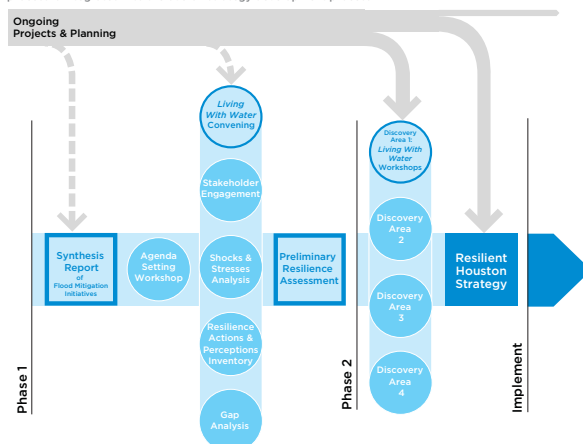 Ongoing
Projects & Planning
Living
With Water
Convening
Discovery
Area 1:
Living With
Water
Workshops
Stakeholder
Engagement
Discovery
Area
2
Synthesis
Report
of
Flood Mitigation
Initiatives
Agenda
Setting
Workshop
Shocks &
Stresses
Analysis
Preliminary
Resilience
Assessment
Resilient
Houston
Strategy
Discovery
Area
3
Resilience
Actions &
Perceptions
Inventory
Discovery
Area
4
Gap
Analysis
Phase 1
Phase 2
Implement